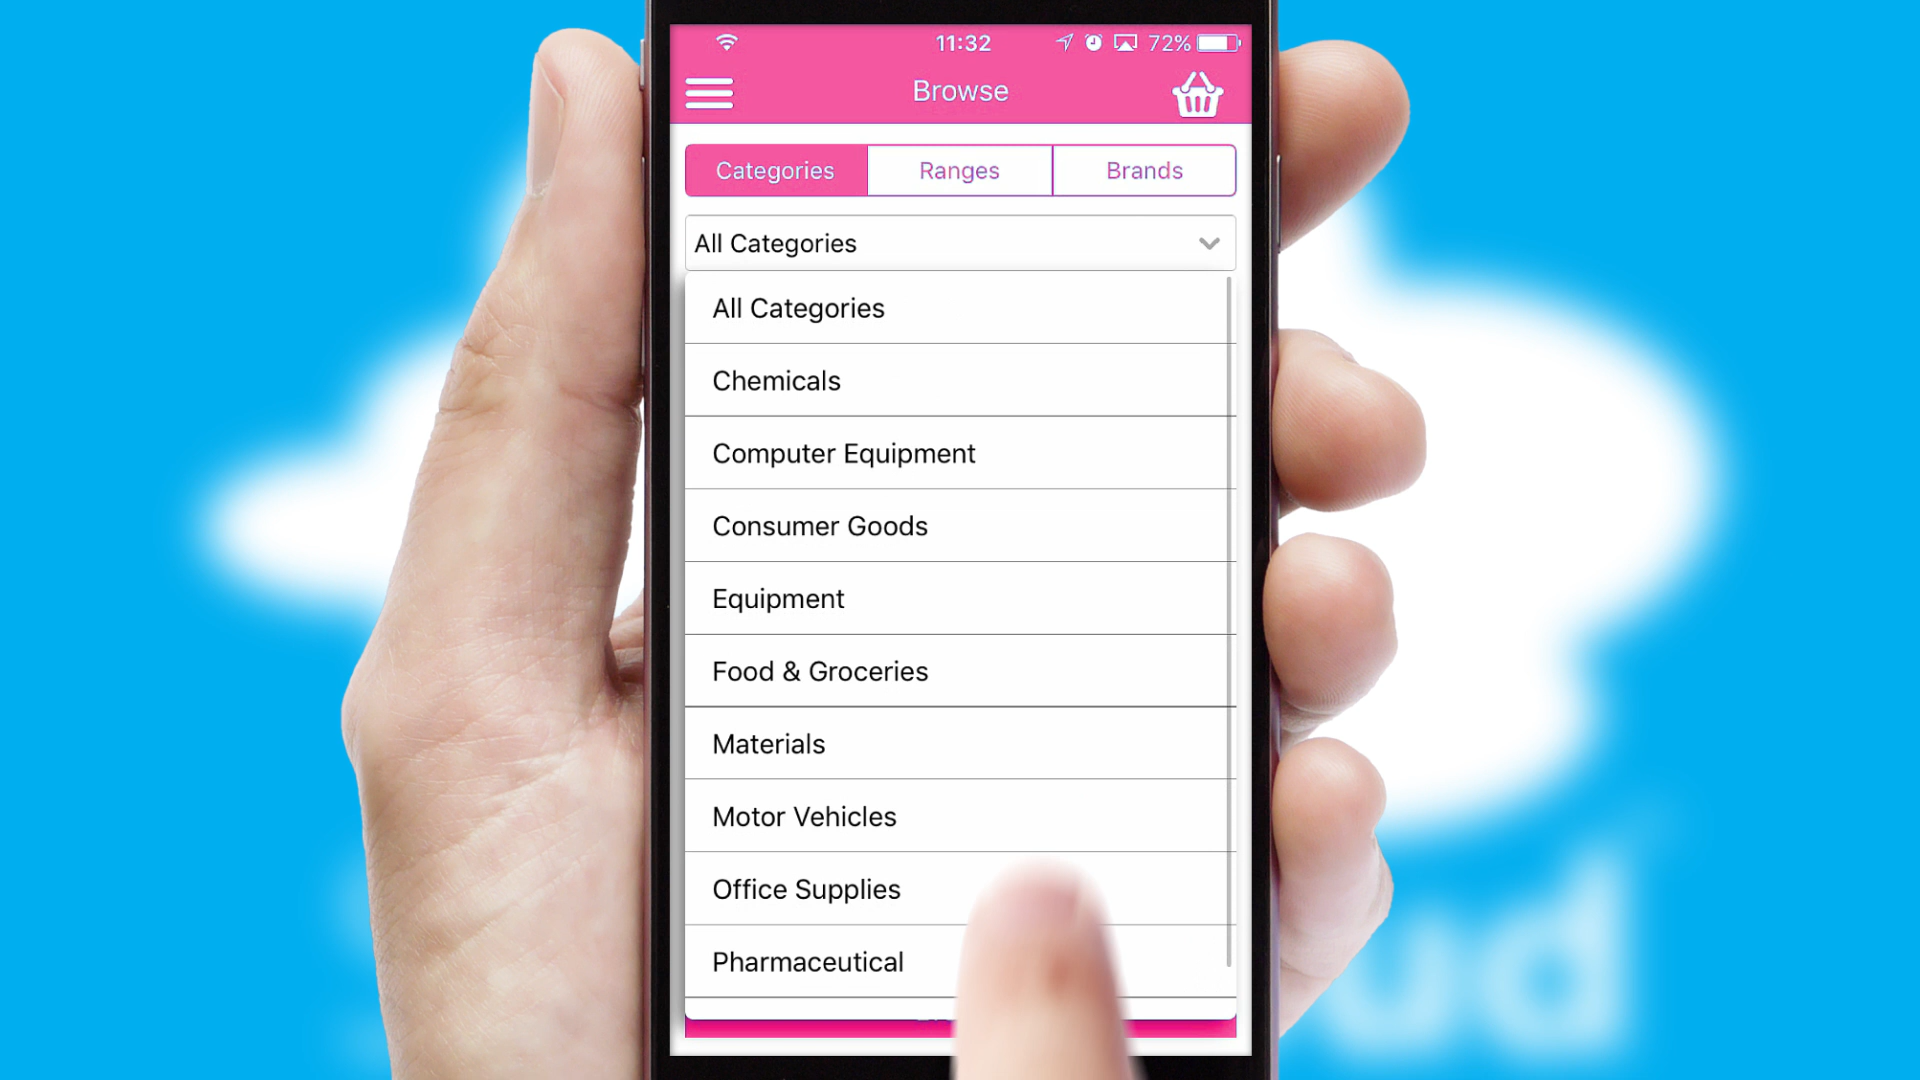 11:32
72%
Browse
Categories
Ranges
Brands
All Categories
All Categories
Chemicals
Computer Equipment
Consumer Goods
Equipment
Food & Groceries
Materials
Motor Vehicles
Office Supplies
Pharmaceutical